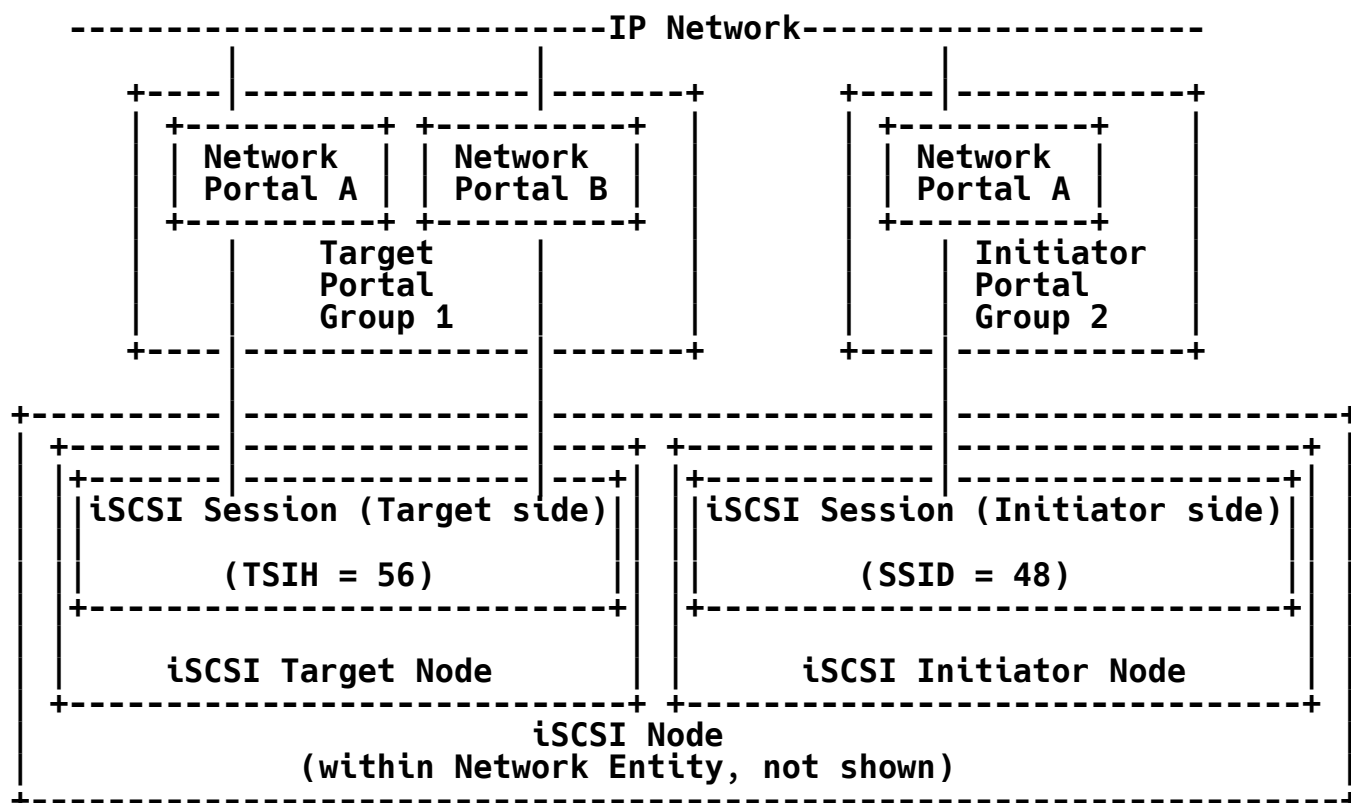 IP Network
Network Network Network
Portal A Portal B Portal A
Target Initiator
Portal Portal
Group 1 Group 2
iSCSI Session (Target side) iSCSI Session (Initiator side)
(TSIH = 56) (SSID = 48)
iSCSI Target Node iSCSI Initiator Node
iSCSI Node
(within Network Entity, not shown)